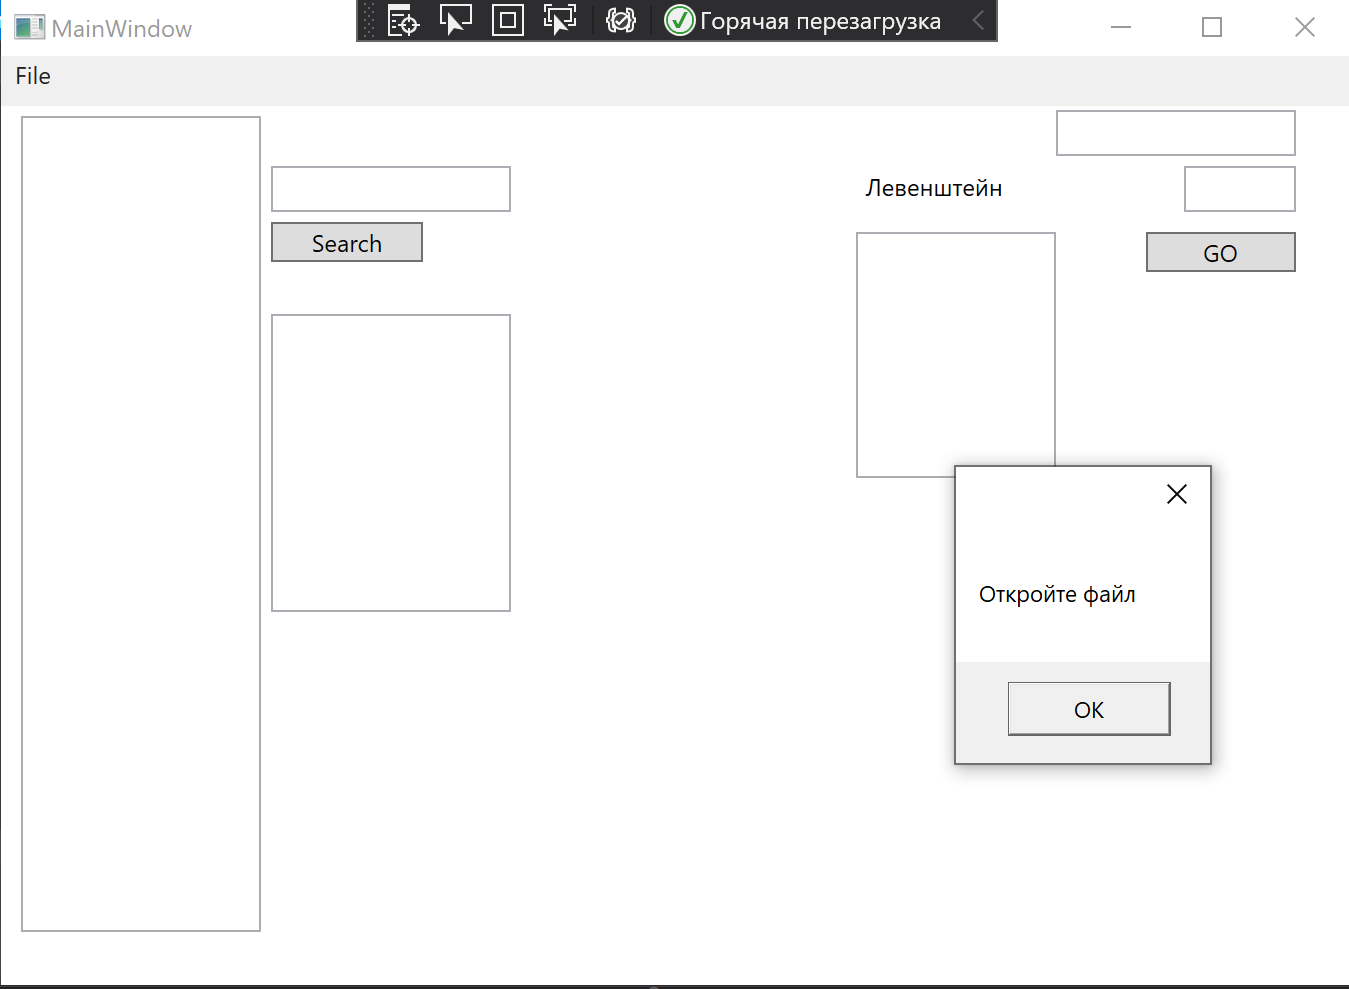 MainWindow
Горячая перезагрузка
File
Левенштейн
Search
GO
Откройте файл
OK